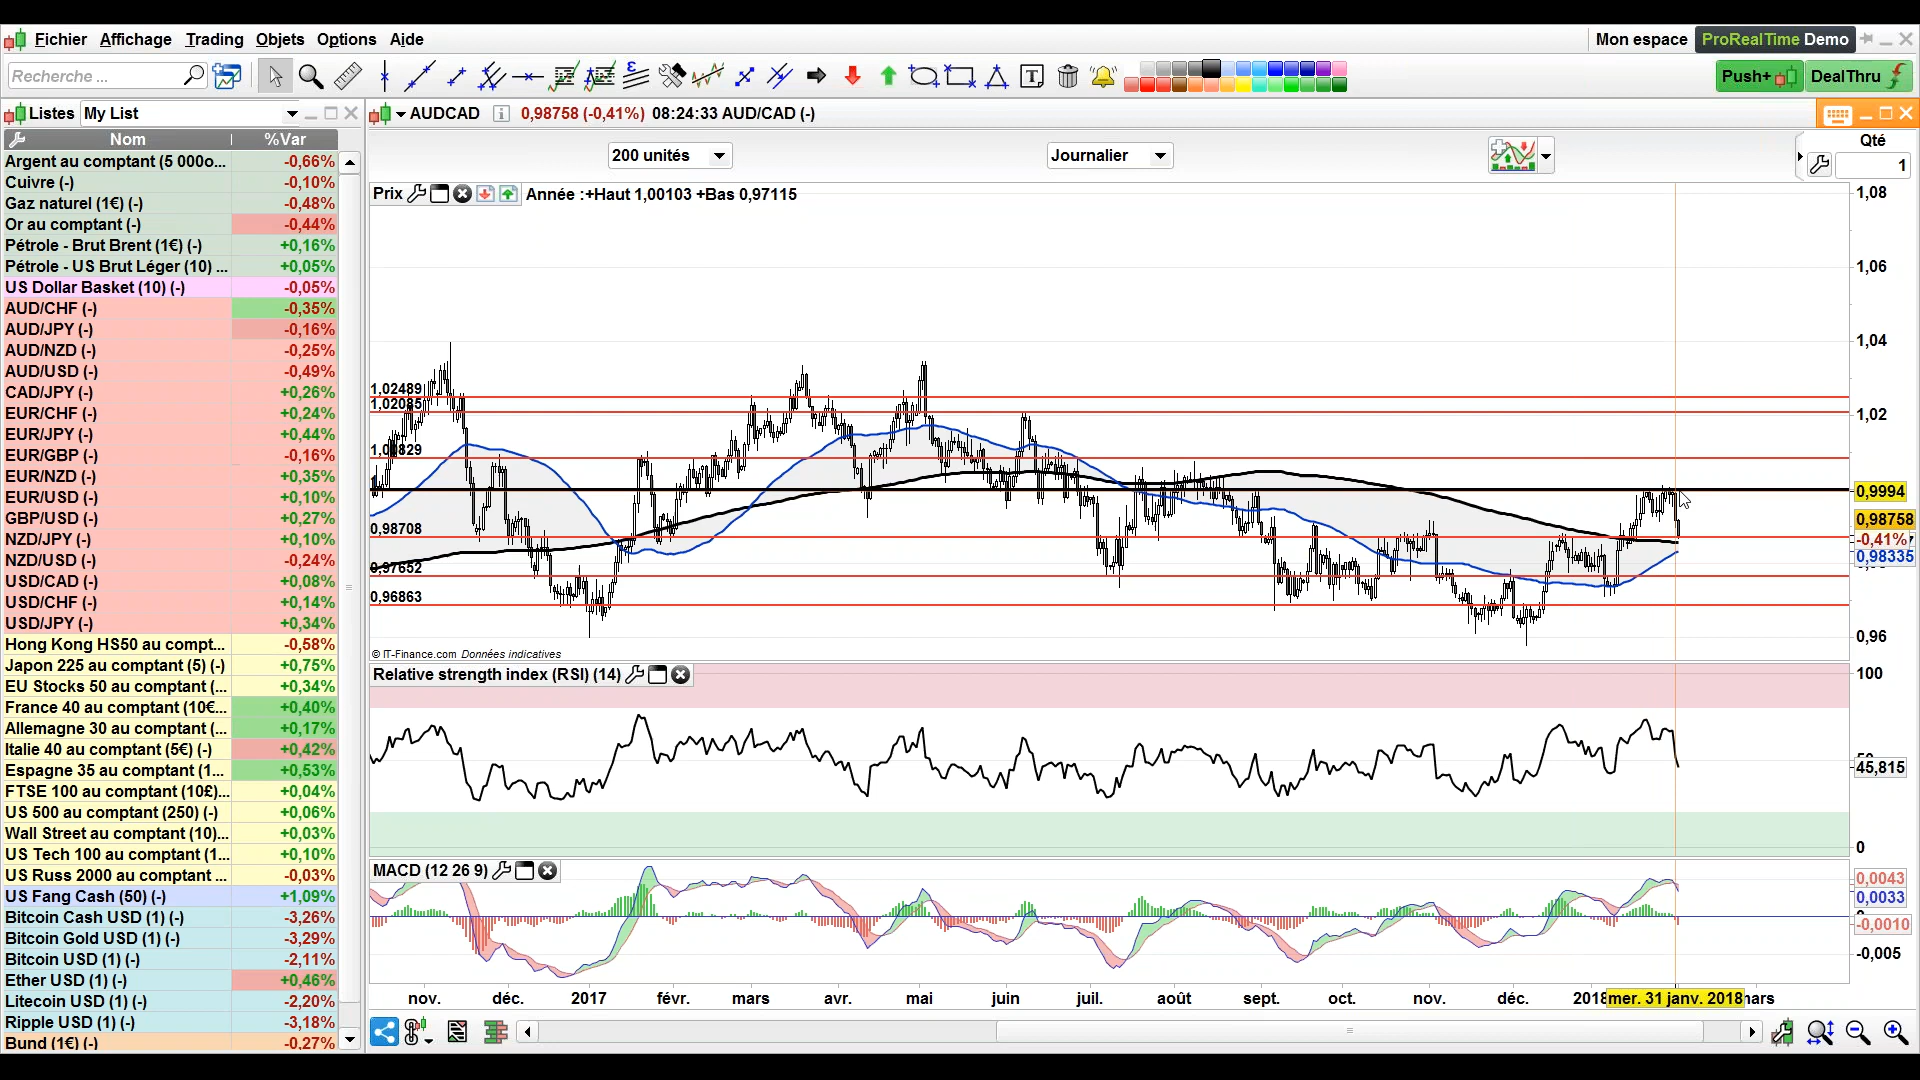 Fichier Affichage Trading Objets Options Aide
Mon espace ProRealTime Demo
Recherche ...
T
Push+ DealThru
Listes My List
AUDCAD i 0,98758 (-0,41%) 08:24:33 AUD/CAD (-)
Nom %Var
200 unités
Journalier
Qté
1
Argent au comptant (5 000o... -0,66%
Cuivre (-) -0,10%
Gaz naturel (1€) (-) -0,48%
Or au comptant (-) -0,44%
Pétrole - Brut Brent (1€) (-) +0,16%
Pétrole - US Brut Léger (10) ... +0,05%
US Dollar Basket (10) (-) -0,05%
AUD/CHF (-) -0,35%
AUD/JPY (-) -0,16%
AUD/NZD (-) -0,25%
AUD/USD (-) -0,49%
CAD/JPY (-) +0,26%
EUR/CHF (-) +0,24%
EUR/JPY (-) +0,44%
EUR/GBP (-) -0,16%
EUR/NZD (-) +0,35%
EUR/USD (-) +0,10%
GBP/USD (-) +0,27%
NZD/JPY (-) +0,10%
NZD/USD (-) -0,24%
USD/CAD (-) +0,08%
USD/CHF (-) +0,14%
USD/JPY (-) +0,34%
Hong Kong HS50 au compt... -0,58%
Japon 225 au comptant (5) (-) +0,75%
EU Stocks 50 au comptant (... +0,34%
France 40 au comptant (10€... +0,40%
Allemagne 30 au comptant (... +0,17%
Italie 40 au comptant (5€) (-) +0,42%
Espagne 35 au comptant (1... +0,53%
FTSE 100 au comptant (10£)... +0,04%
US 500 au comptant (250) (-) +0,06%
Wall Street au comptant (10)... +0,03%
US Tech 100 au comptant (1... +0,10%
US Russ 2000 au comptant ... -0,03%
US Fang Cash (50) (-) +1,09%
Bitcoin Cash USD (1) (-) -3,26%
Bitcoin Gold USD (1) (-) -3,29%
Bitcoin USD (1) (-) -2,11%
Ether USD (1) (-) +0,46%
Litecoin USD (1) (-) -2,20%
Ripple USD (1) (-) -3,18%
Bund (1€) (-) -0,27%
Prix Année :+Haut 1,00103 +Bas 0,97115
1,08
1,06
1,04
1,02489
1,02085
1,02
1,00829
0,9994
0,98758
0,98708
-0,41%
0,98335
0,97652
0,96863
0,96
© IT-Finance.com Données indicatives
Relative strength index (RSI) (14)
100
45,815
0
MACD (12 26 9)
0,0043
0,0033
-0,0010
-0,005
nov. déc. 2017 févr. mars avr. mai juin juil. août sept. oct. nov. déc. 2018 mer. 31 janv. 2018